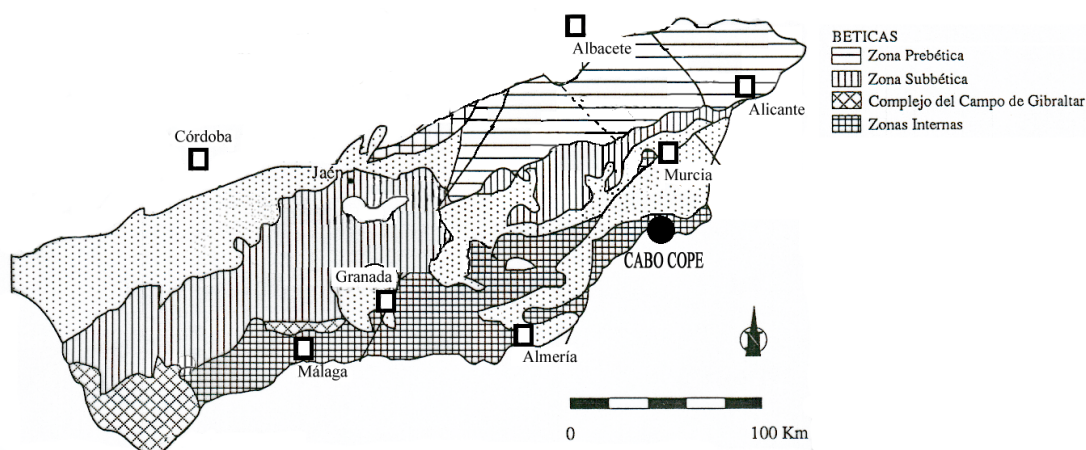 Albacete
Alicante
Córdoba
Jaén
Murcia
CABO COPE
Granada
Almería
Málaga
N
0 100 Km
BETICAS
Zona Prebética
Zona Subbética
Complejo del Campo de Gibraltar
Zonas Internas